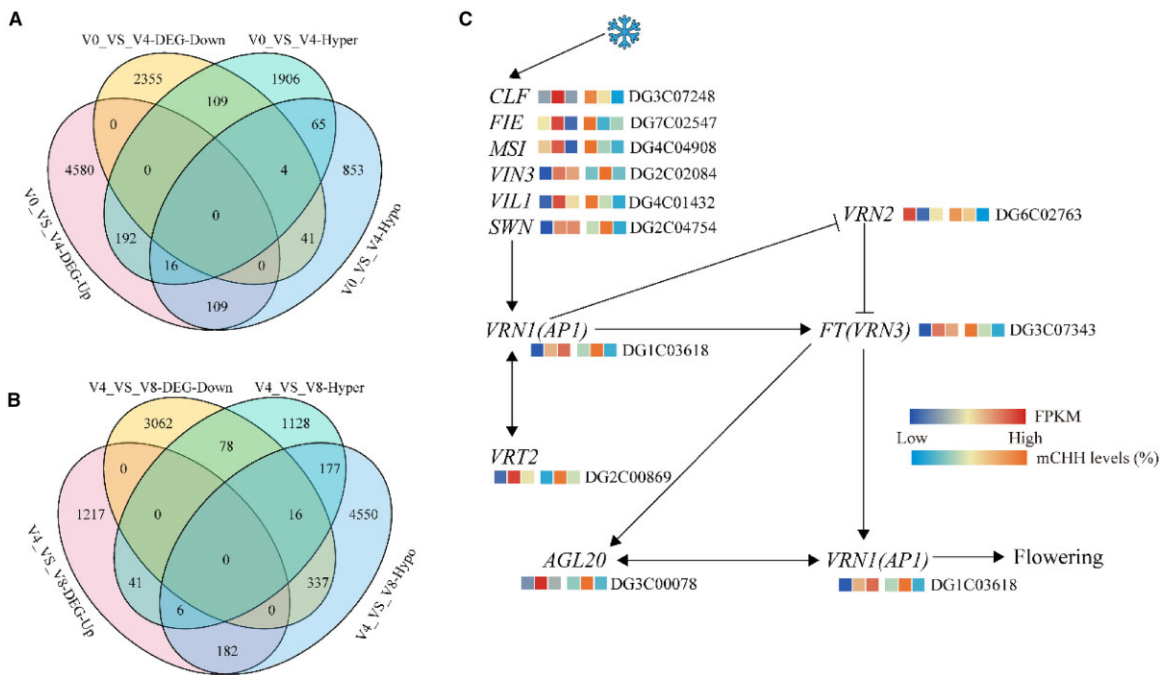 A
V0_VS_V4-DEG-Down
V0_VS_V4-Hyper
2355
1906
109
0
65
4580
0
4
853
0
192
41
16
0
109
V0_VS_V4-DEG-Up
V0_VS_V4-Hypo
B
V4_VS_V8-DEG-Down
V4_VS_V8-Hyper
3062
1128
78
0
177
1217
0
16
4550
0
41
337
6
0
182
V4_VS_V8-DEG-Up
V4_VS_V8-Hypo
C
CLF DG3C07248
FIE DG7C02547
MSI DG4C04908
VIN3 DG2C02084
VIL1 DG4C01432
SWN DG2C04754
VRN2 DG6C02763
VRN1(AP1)
DG1C03618
FT(VRN3) DG3C07343
FPKM
Low High
mCHH levels (%)
VRT2
DG2C00869
AGL20
DG3C00078
VRN1(AP1)
DG1C03618
Flowering